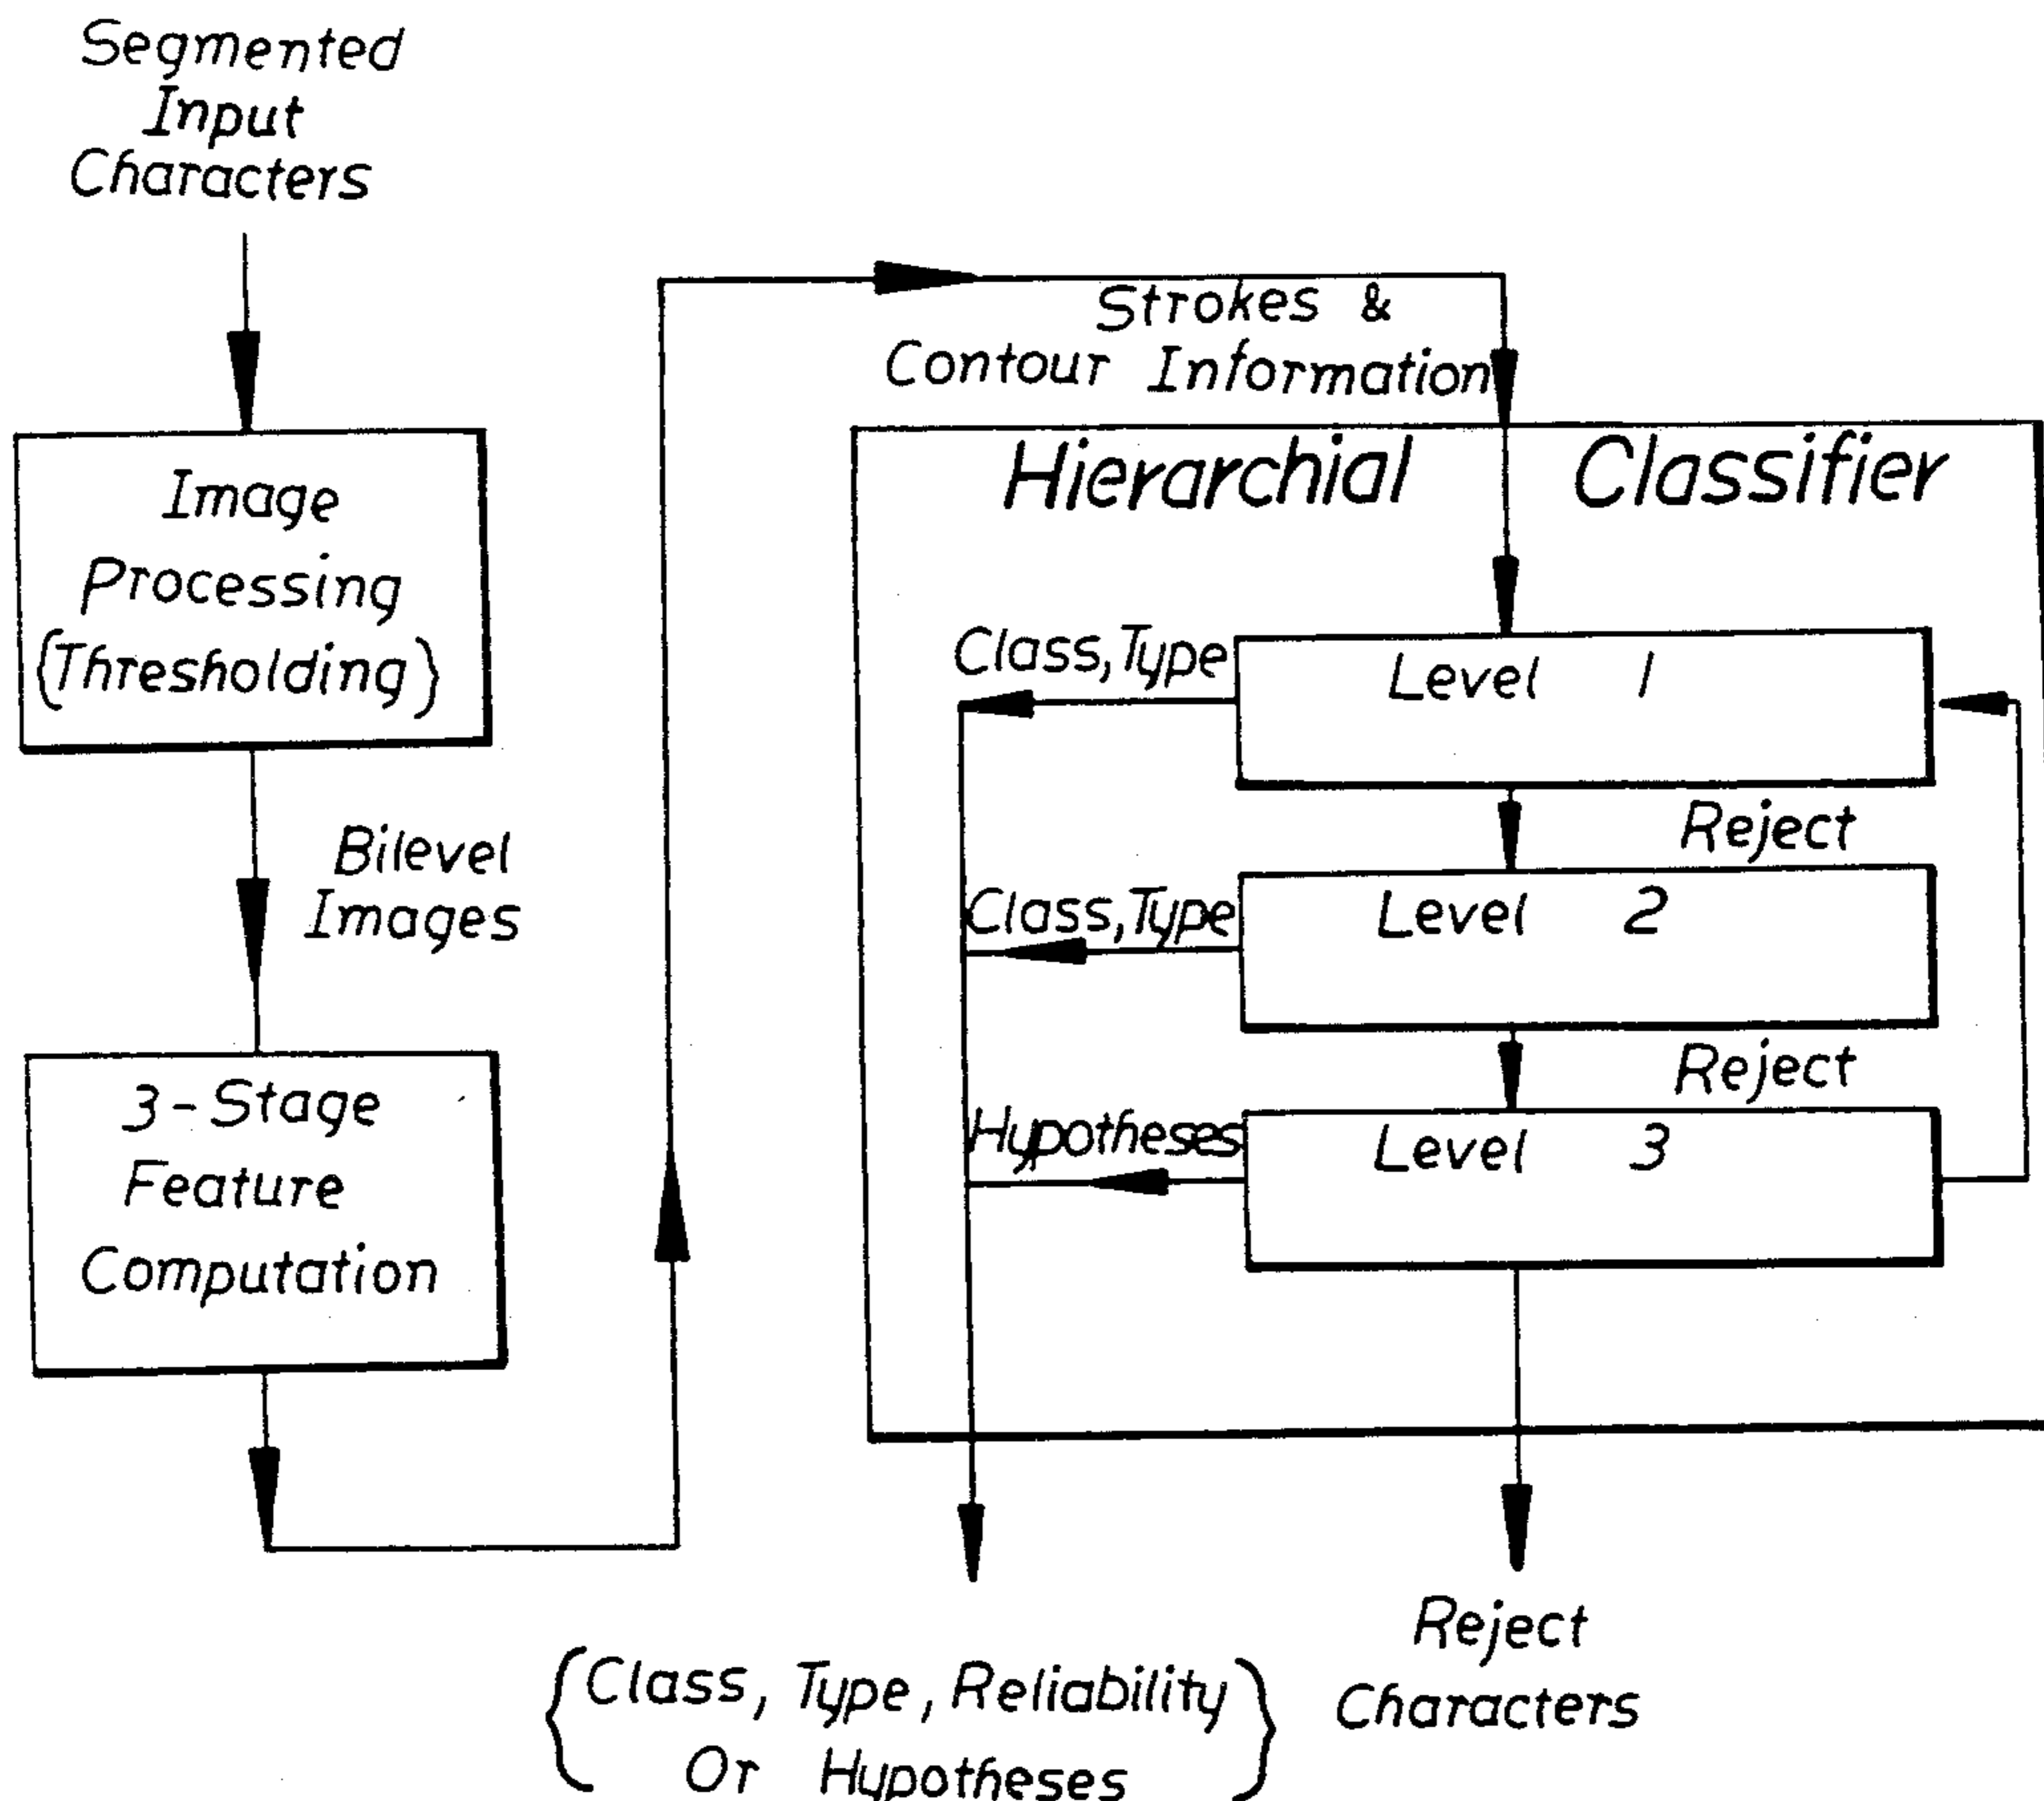 Segmented
Input
Characters
Image
Processing
(Thresholding)
Bilevel
Images
3-Stage
Feature
Computation
Strokes &
Contour Information
Hierarchial Classifier
Class,Type
Level 1
Reject
Class,Type
Level 2
Reject
Hypotheses
Level 3
{Class, Type, Reliability
Or Hypotheses}
Reject
Characters